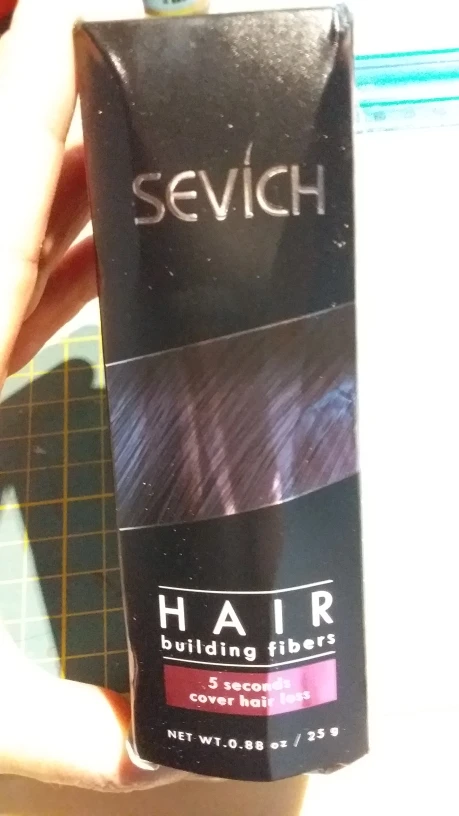 SEVICH
HAIR
building fibers
5 seconds
cover hair loss
NET WT.0.88 oz / 25 g